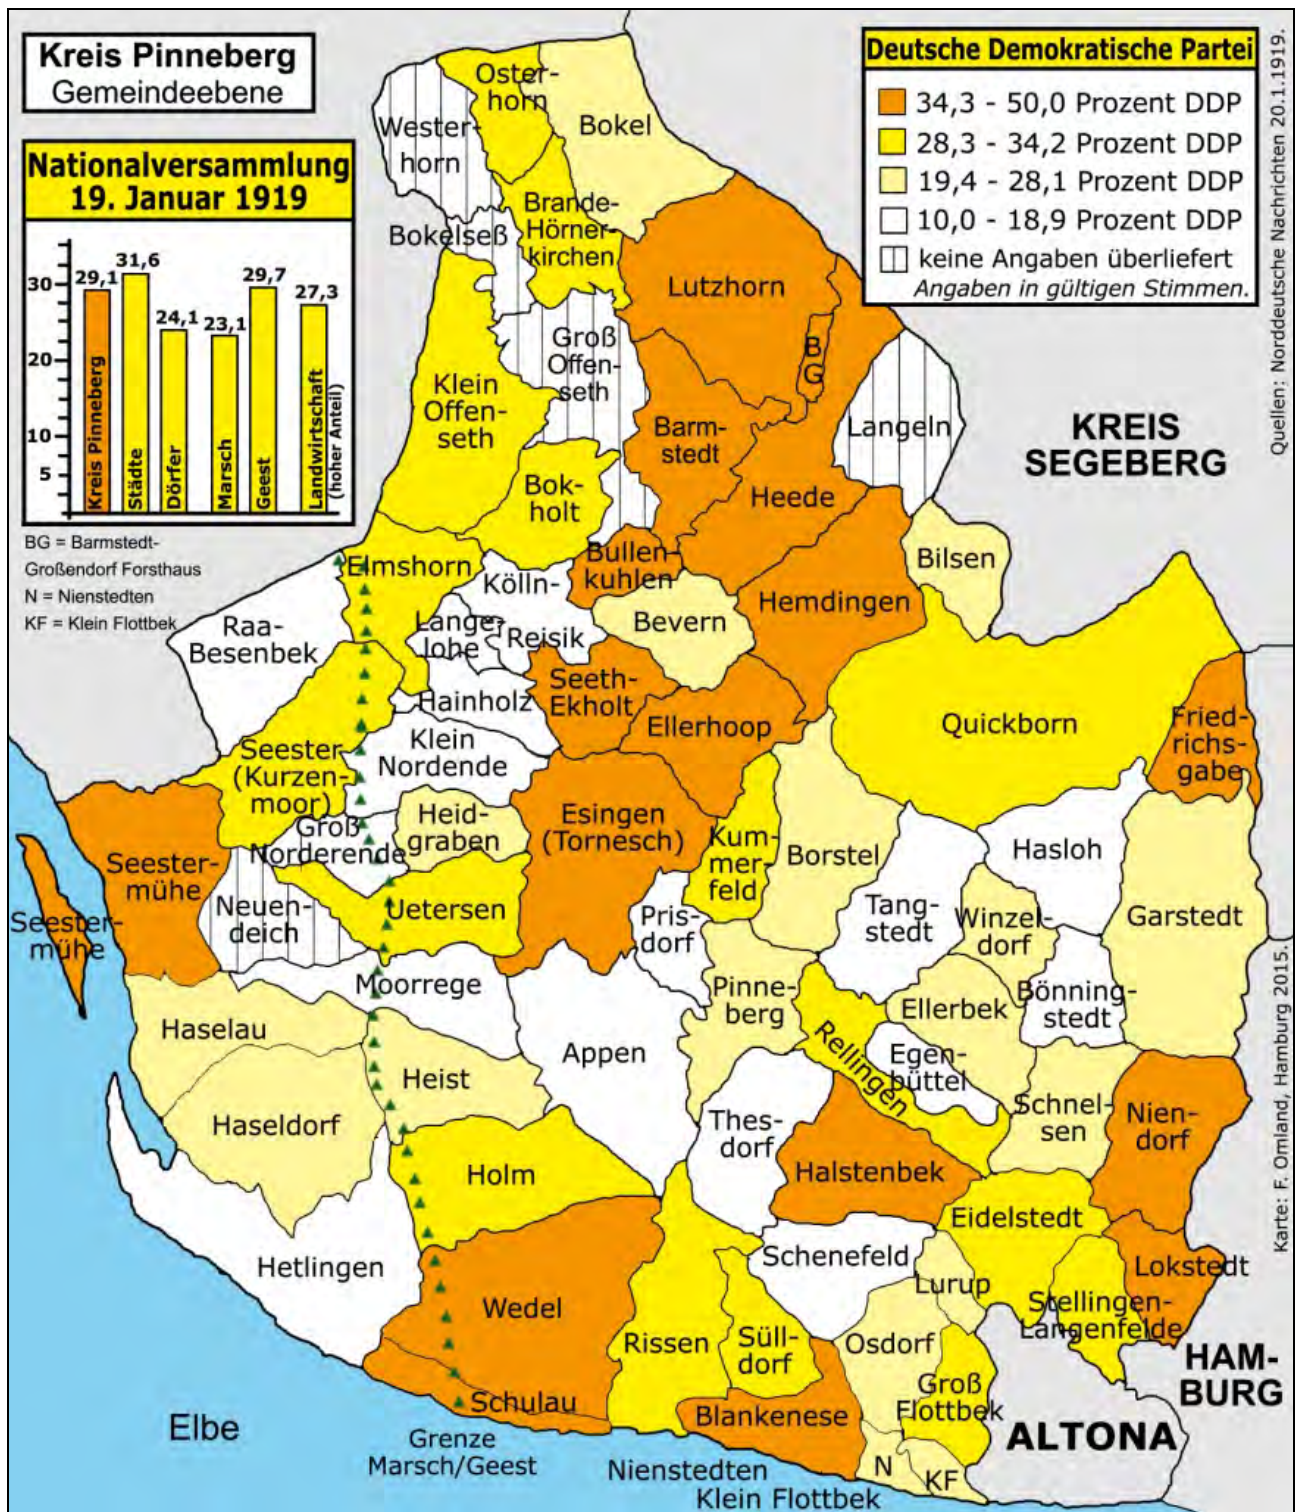 Kreis Pinneberg
Gemeindeebene
Nationalversammlung
19. Januar 1919
30
20
10
5
29,1
31,6
24,1
23,1
29,7
27,3
Kreis Pinneberg
Städte
Dörfer
Marsch
Geest
Landwirtschaft
(hoher Anteil)
BG = Barmstedt-
Großendorf Forsthaus
N = Nienstedten
KF = Klein Flottbek
Deutsche Demokratische Partei
34,3 - 50,0 Prozent DDP
28,3 - 34,2 Prozent DDP
19,4 - 28,1 Prozent DDP
10,0 - 18,9 Prozent DDP
keine Angaben überliefert
Angaben in gültigen Stimmen.
Quellen: Norddeutsche Nachrichten 20.1.1919.
Karte: F. Omland, Hamburg 2015.
Oster-
horn
Bokel
Wester-
horn
Brande-
Hörner-
kirchen
Bokelseß
Lutzhorn
Groß
Offen-
seth
B
G
Klein
Offen-
seth
Barm-
stedt
Langeln
KREIS
SEGEBERG
Bok-
holt
Heede
Bullen-
kuhlen
Bilsen
Elmshorn
Kölln-
Reisik
Hemdingen
Bevern
Raa-
Besenbek
Lange-
lohe
Seeth-
Ekholt
Hainholz
Ellerhoop
Quickborn
Fried-
richs-
gabe
Klein
Nordende
Seester
(Kurzen-
moor)
Heid-
graben
Esingen
(Tornesch)
Kum-
mer-
feld
Borstel
Hasloh
Groß
Norderende
Seester-
mühe
Seester-
mühe
Neuen-
deich
Uetersen
Pris-
dorf
Tang-
stedt
Winzel-
dorf
Garstedt
Moorrege
Pinne-
berg
Ellerbek
Bönning-
stedt
Haselau
Appen
Rellingen
Egen-
büttel
Heist
Haseldorf
Thes-
dorf
Schnel-
sen
Nien-
dorf
Holm
Halstenbek
Eidelstedt
Hetlingen
Schenefeld
Lurup
Lokstedt
Wedel
Stellingen-
Langenfelde
Rissen
Süll-
dorf
Osdorf
HAM-
BURG
Groß
Flottbek
Schulau
Blankenese
Elbe
ALTONA
Grenze
Marsch/Geest
N
KF
Nienstedten
Klein Flottbek